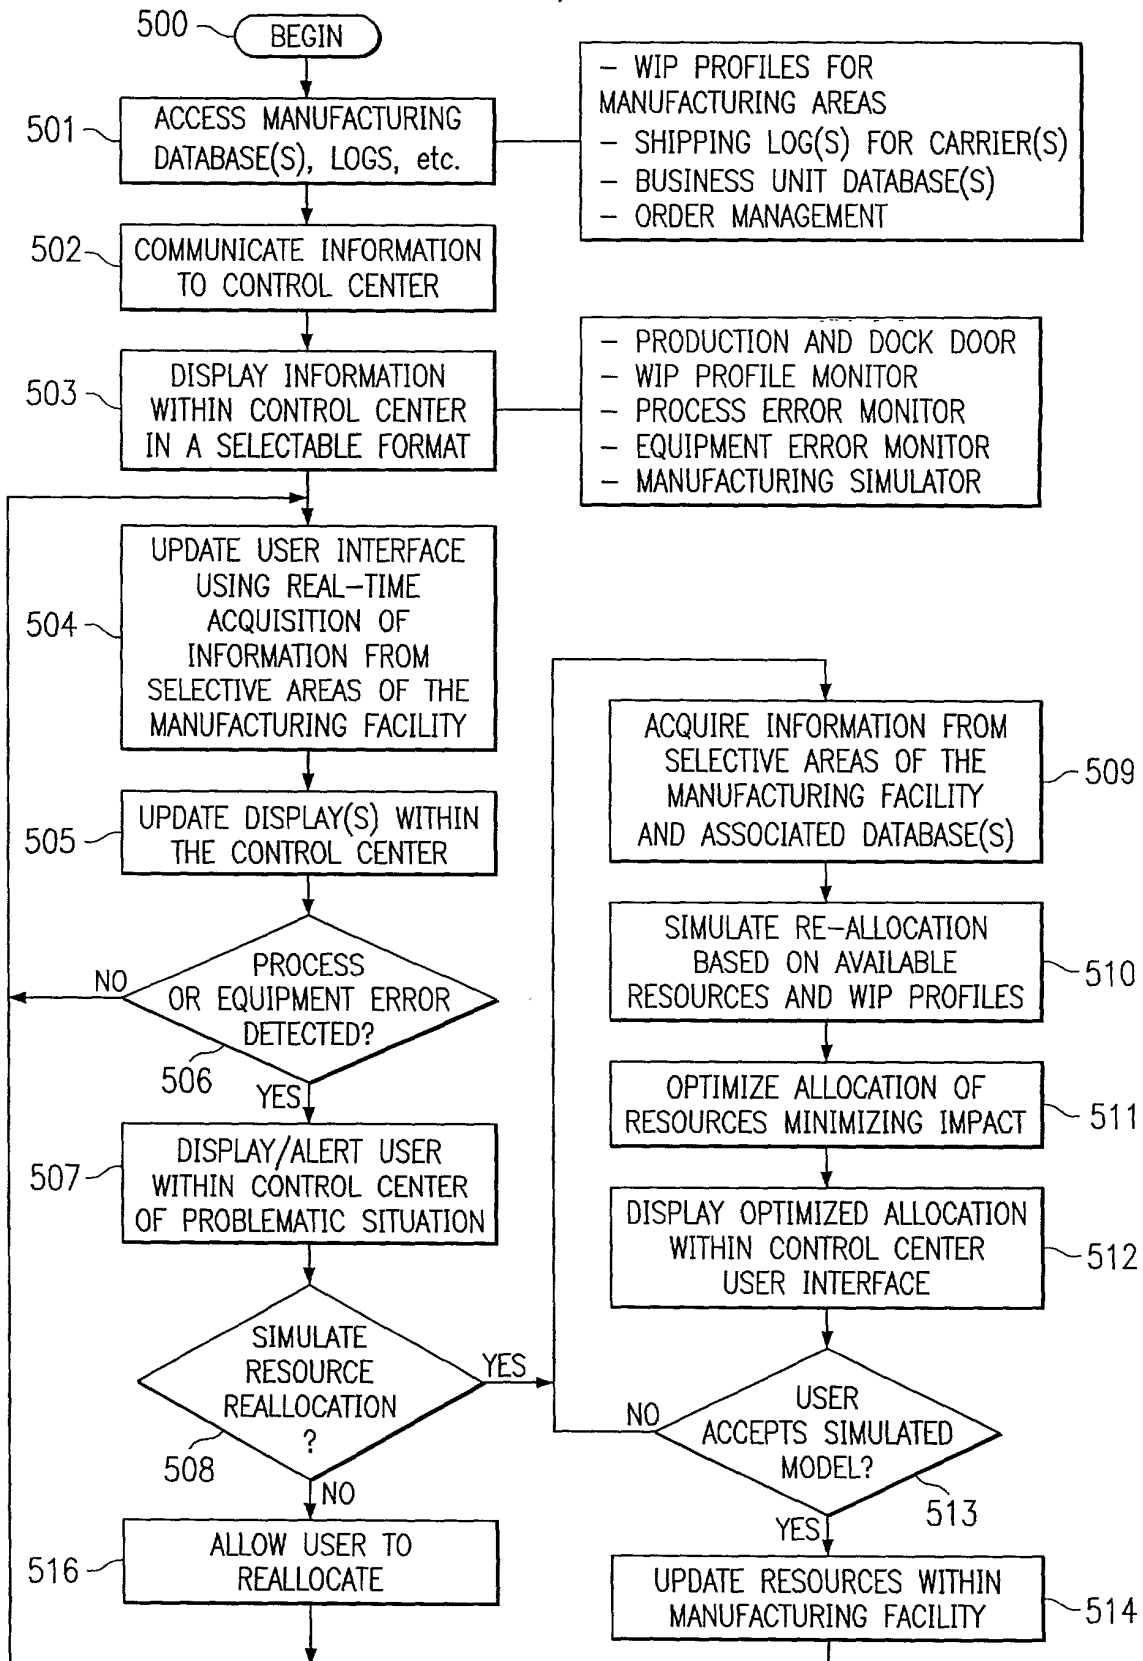 500
BEGIN
501
ACCESS MANUFACTURING
DATABASE(S), LOGS, etc.
– WIP PROFILES FOR
MANUFACTURING AREAS
– SHIPPING LOG(S) FOR CARRIER(S)
– BUSINESS UNIT DATABASE(S)
– ORDER MANAGEMENT
502
COMMUNICATE INFORMATION
TO CONTROL CENTER
503
DISPLAY INFORMATION
WITHIN CONTROL CENTER
IN A SELECTABLE FORMAT
– PRODUCTION AND DOCK DOOR
– WIP PROFILE MONITOR
– PROCESS ERROR MONITOR
– EQUIPMENT ERROR MONITOR
– MANUFACTURING SIMULATOR
504
UPDATE USER INTERFACE
USING REAL–TIME
ACQUISITION OF
INFORMATION FROM
SELECTIVE AREAS OF THE
MANUFACTURING FACILITY
505
UPDATE DISPLAY(S) WITHIN
THE CONTROL CENTER
NO
PROCESS
OR EQUIPMENT ERROR
DETECTED?
506
YES
507
DISPLAY/ALERT USER
WITHIN CONTROL CENTER
OF PROBLEMATIC SITUATION
SIMULATE
RESOURCE
REALLOCATION
?
YES
508
NO
516
ALLOW USER TO
REALLOCATE
ACQUIRE INFORMATION FROM
SELECTIVE AREAS OF THE
MANUFACTURING FACILITY
AND ASSOCIATED DATABASE(S)
509
SIMULATE RE–ALLOCATION
BASED ON AVAILABLE
RESOURCES AND WIP PROFILES
510
OPTIMIZE ALLOCATION OF
RESOURCES MINIMIZING IMPACT
511
DISPLAY OPTIMIZED ALLOCATION
WITHIN CONTROL CENTER
USER INTERFACE
512
NO
USER
ACCEPTS SIMULATED
MODEL?
513
YES
UPDATE RESOURCES WITHIN
MANUFACTURING FACILITY
514